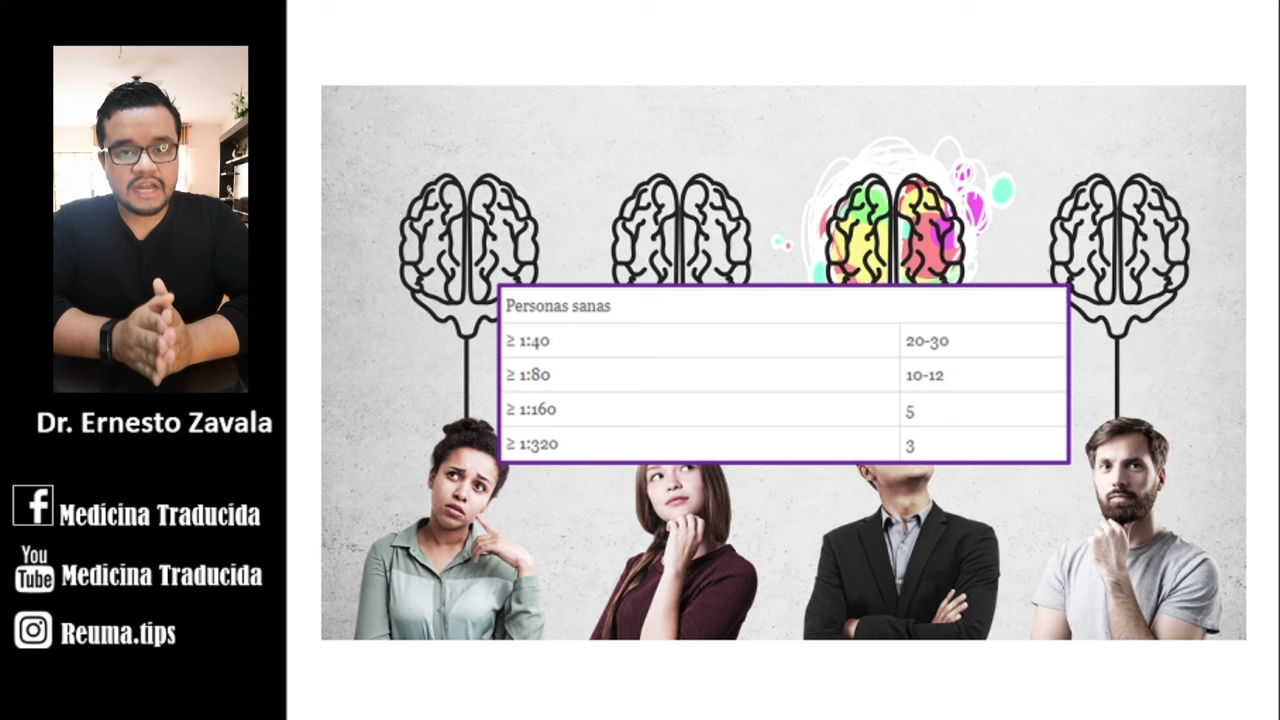 Dr. Ernesto Zavala
f Medicina Traducida
You Tube Medicina Traducida
Reuma.tips
Personas sanas
≥ 1:40 20-30
≥ 1:80 10-12
≥ 1:160 5
≥ 1:320 3